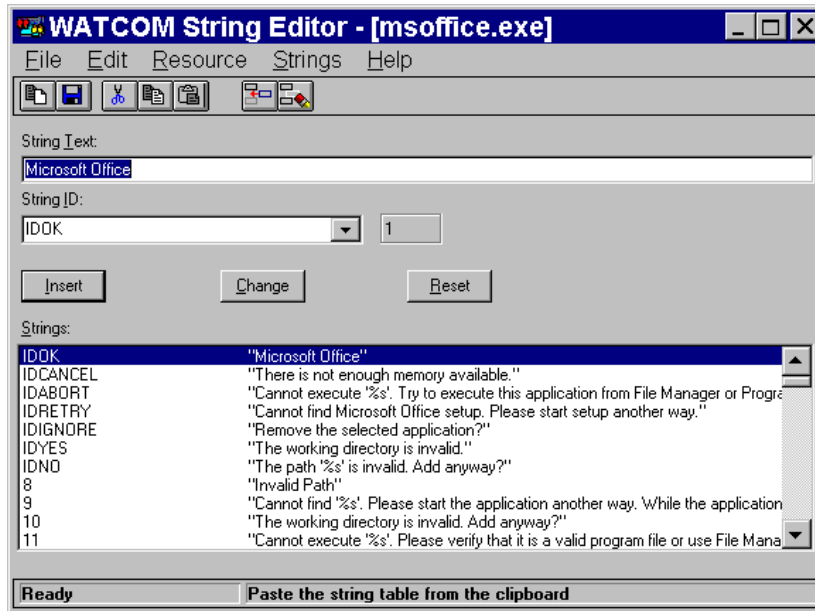 WATCOM String Editor - [msoffice.exe]
File Edit Resource Strings Help
String Text:
Microsoft Office
String ID:
IDOK 1
Insert Change Reset
Strings:
IDOK "Microsoft Office"
IDCANCEL "There is not enough memory available."
IDABORT "Cannot execute '%s'. Try to execute this application from File Manager or Progra
IDRETRY "Cannot find Microsoft Office setup. Please start setup another way."
IDIGNORE "Remove the selected application?"
IDYES "The working directory is invalid."
IDNO "The path '%s' is invalid. Add anyway?"
8 "Invalid Path"
9 "Cannot find '%s'. Please start the application another way. While the application
10 "The working directory is invalid. Add anyway?"
11 "Cannot execute '%s'. Please verify that it is a valid program file or use File Mana
Ready Paste the string table from the clipboard